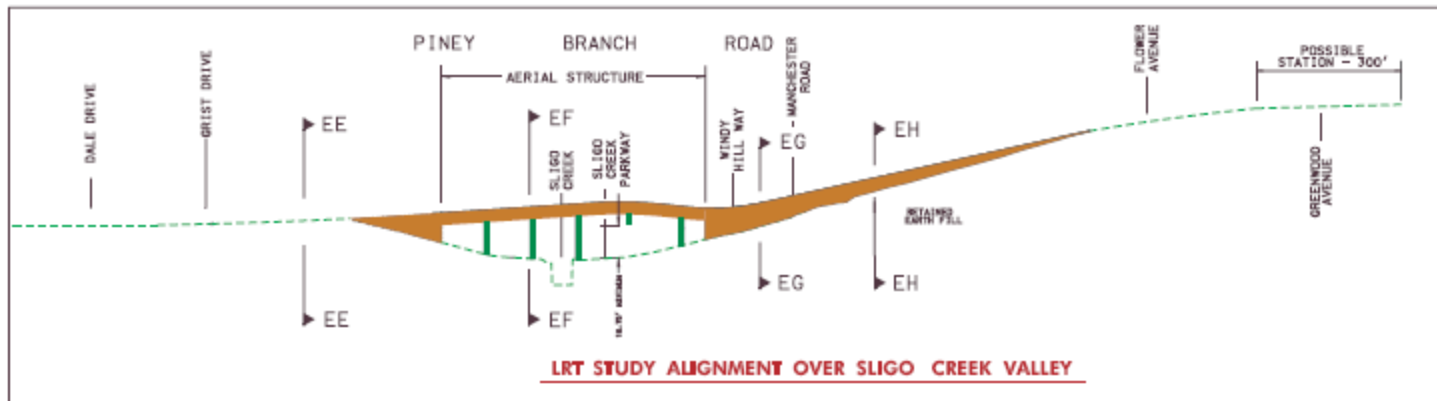 PINEY BRANCH ROAD
AERIAL STRUCTURE
DALE DRIVE
GRIST DRIVE
EE
EF
SLIGO
CREEK
SLIGO
CREEK
PARKWAY
WINDY
HILL WAY
EG
MANCHESTER
ROAD
EH
FLOWER
AVENUE
POSSIBLE
STATION - 300'
GREENWOOD
AVENUE
RETAINED
EARTH FILL
EE
EF
EG
EH
LRT STUDY ALIGNMENT OVER SLIGO CREEK VALLEY